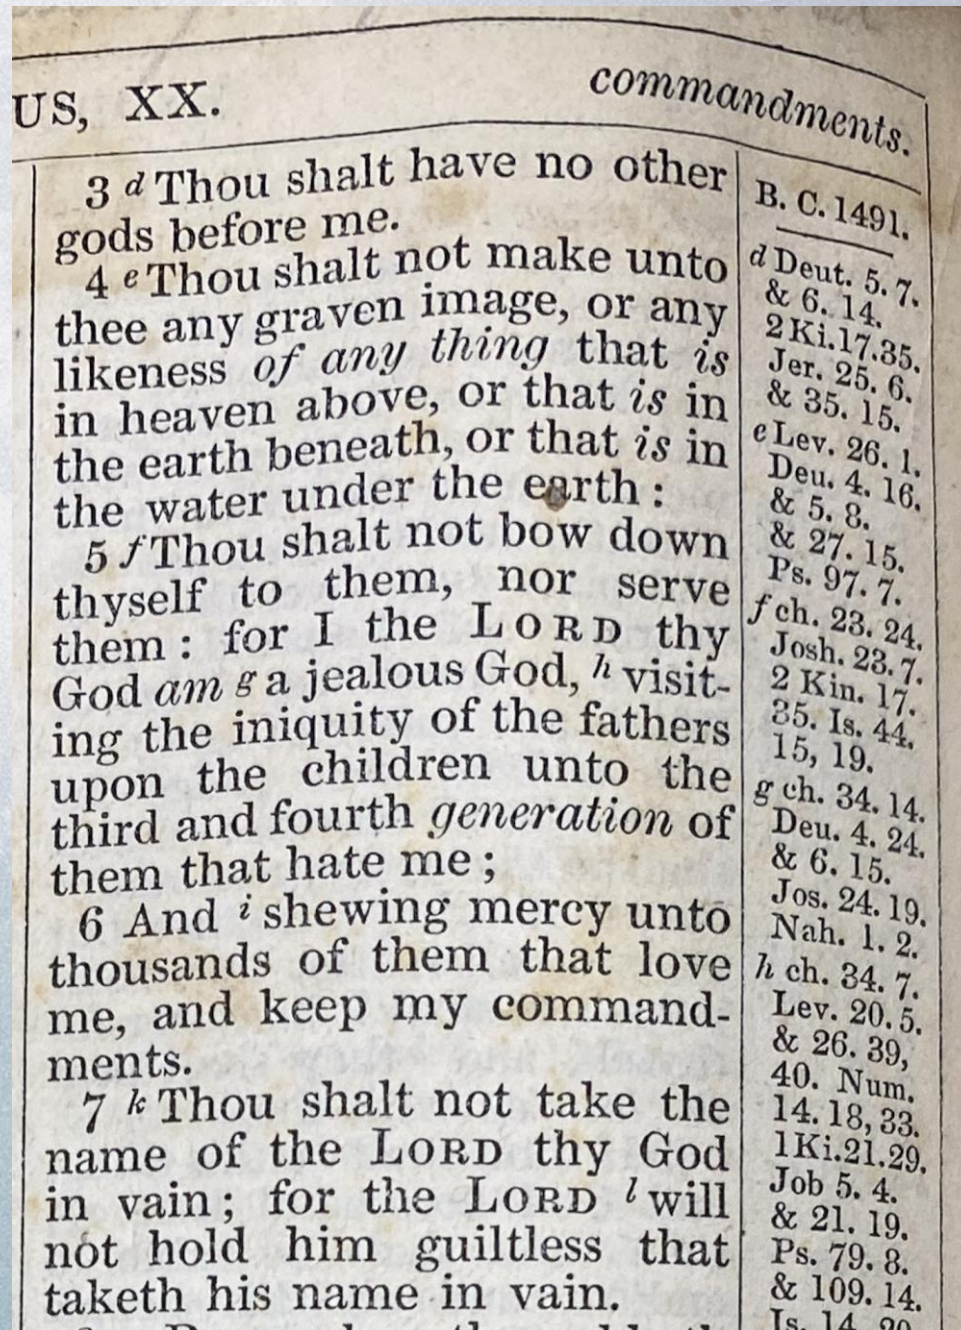 US, XX.
commandments.
3 d Thou shalt have no other
gods before me.
4 e Thou shalt not make unto
thee any graven image, or any
likeness of any thing that is
in heaven above, or that is in
the earth beneath, or that is in
the water under the earth :
5 f Thou shalt not bow down
thyself to them, nor serve
them : for I the LORD thy
God am g a jealous God, h visit-
ing the iniquity of the fathers
upon the children unto the
third and fourth generation of
them that hate me ;
6 And i shewing mercy unto
thousands of them that love
me, and keep my command-
ments.
7 k Thou shalt not take the
name of the LORD thy God
in vain ; for the LORD l will
not hold him guiltless that
taketh his name in vain.
B. C. 1491.
d Deut. 5. 7.
& 6. 14.
2 Ki. 17. 35.
Jer. 25. 6.
& 35. 15.
e Lev. 26. 1.
Deu. 4. 16.
& 5. 8.
& 27. 15.
Ps. 97. 7.
f ch. 23. 24.
Josh. 23. 7.
2 Kin. 17.
35. Is. 44.
15, 19.
g ch. 34. 14.
Deu. 4. 24.
& 6. 15.
Jos. 24. 19.
Nah. 1. 2.
h ch. 34. 7.
Lev. 20. 5.
& 26. 39,
40. Num.
14. 18, 33.
1 Ki. 21. 29.
Job 5. 4.
& 21. 19.
Ps. 79. 8.
& 109. 14.
Is. 14. 20